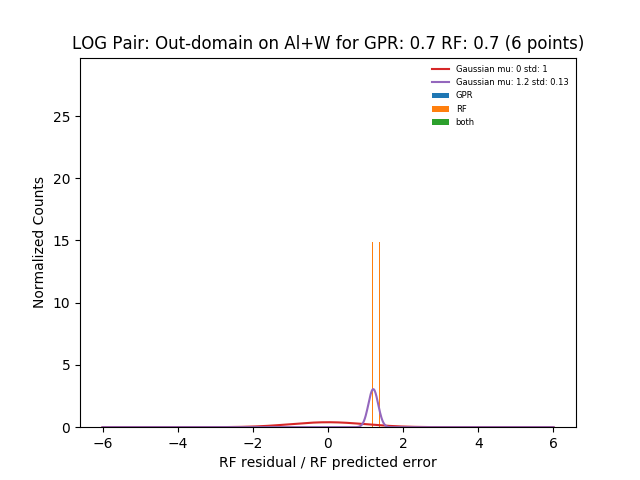 LOG Pair: Out-domain on Al+W for GPR: 0.7 RF: 0.7 (6 points)
Gaussian mu: 0 std: 1
Gaussian mu: 1.2 std: 0.13
GPR
RF
both
Normalized Counts
25
20
15
10
5
0
−6
−4
−2
0
2
4
6
RF residual / RF predicted error